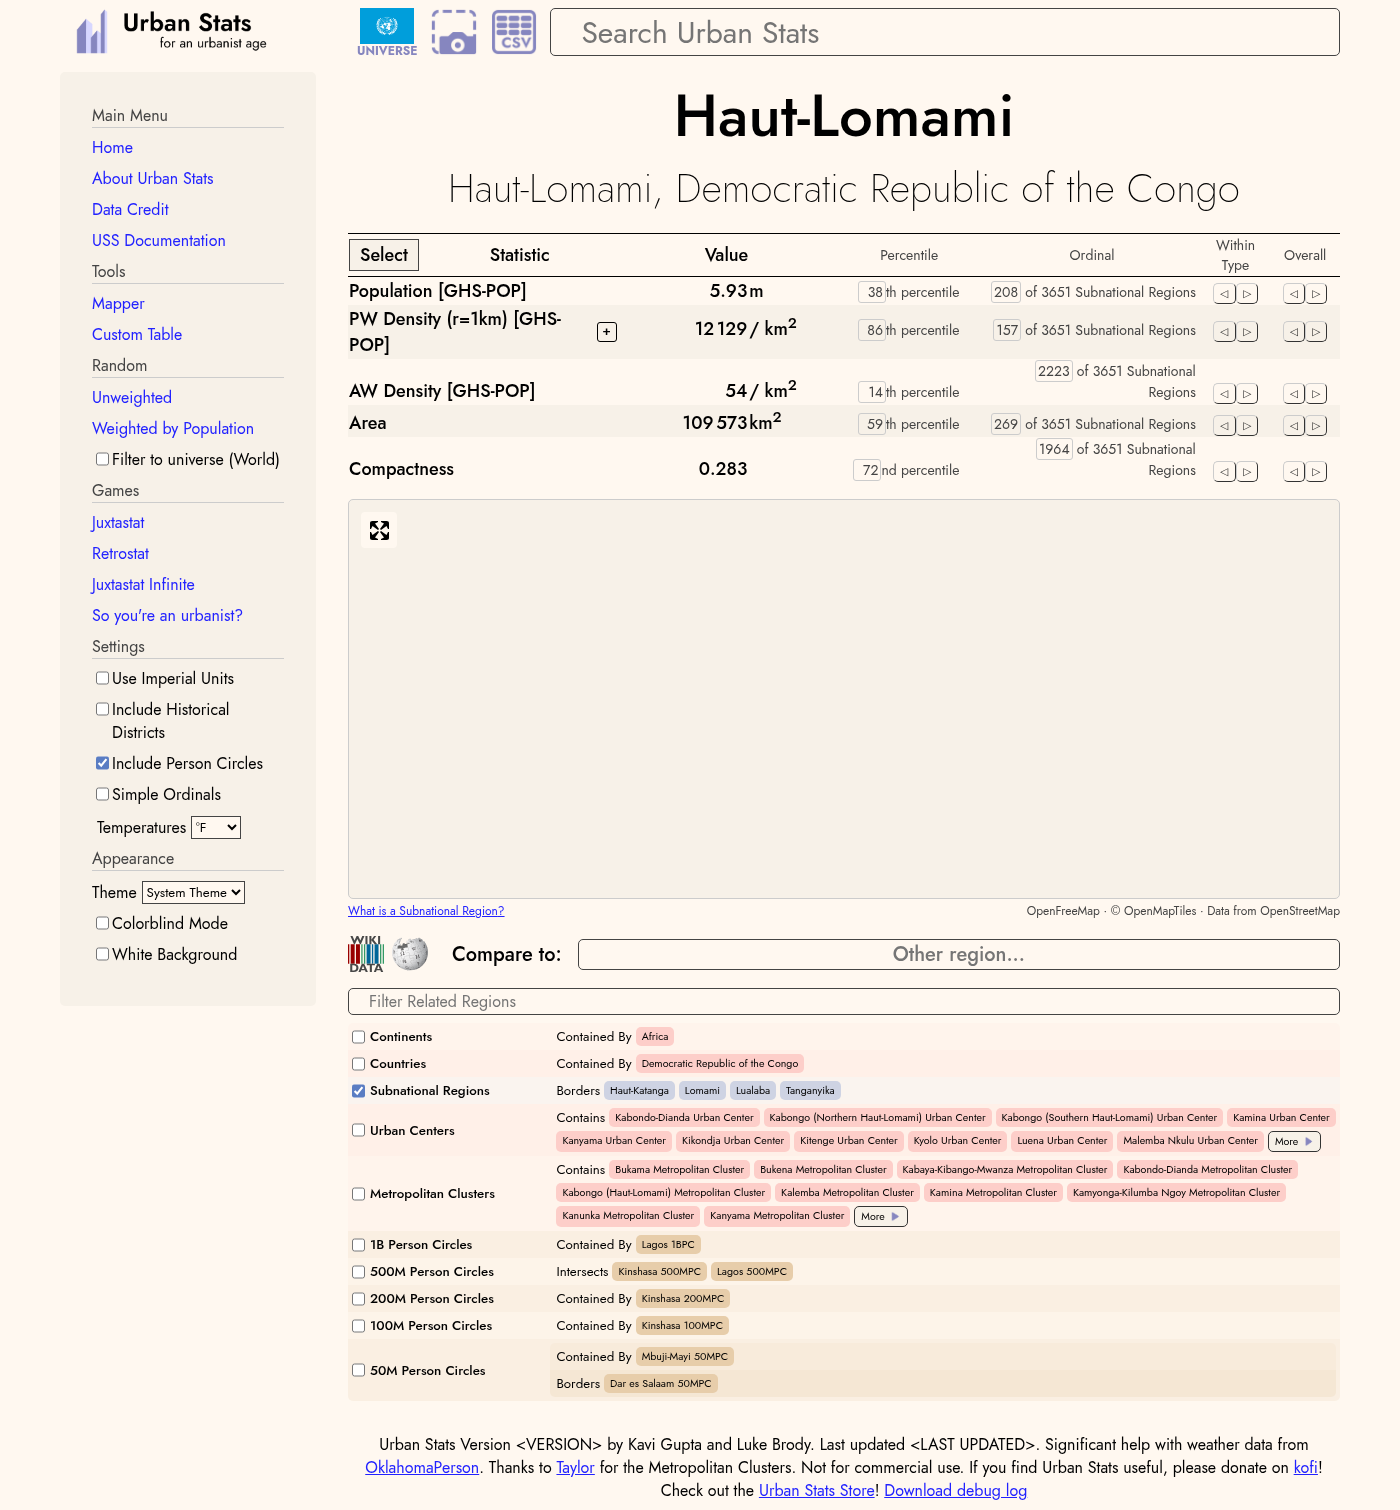 Urban Stats
for an urbanist age
UNIVERSE
CSV
Search Urban Stats
Main Menu
Home
About Urban Stats
Data Credit
USS Documentation
Tools
Mapper
Custom Table
Random
Unweighted
Weighted by Population
Filter to universe (World)
Games
Juxtastat
Retrostat
Juxtastat Infinite
So you're an urbanist?
Settings
Use Imperial Units
Include Historical
Districts
Include Person Circles
Simple Ordinals
Temperatures °F
Appearance
Theme System Theme
Colorblind Mode
White Background
Haut-Lomami
Haut-Lomami, Democratic Republic of the Congo
Select Statistic Value Percentile Ordinal Within Type Overall
Population [GHS-POP] 5.93 m 38th percentile 208 of 3651 Subnational Regions
PW Density (r=1km) [GHS-POP] + 12 129 / km² 86th percentile 157 of 3651 Subnational Regions
AW Density [GHS-POP] 54 / km² 14th percentile 2223 of 3651 Subnational Regions
Area 109 573 km² 59th percentile 269 of 3651 Subnational Regions
Compactness 0.283 72nd percentile 1964 of 3651 Subnational Regions
What is a Subnational Region? OpenFreeMap · © OpenMapTiles · Data from OpenStreetMap
WIKI
DATA
Compare to: Other region...
Filter Related Regions
Continents Contained By Africa
Countries Contained By Democratic Republic of the Congo
Subnational Regions Borders Haut-Katanga Lomami Lualaba Tanganyika
Urban Centers Contains Kabondo-Dianda Urban Center Kabongo (Northern Haut-Lomami) Urban Center Kabongo (Southern Haut-Lomami) Urban Center Kamina Urban Center
Kanyama Urban Center Kikondja Urban Center Kitenge Urban Center Kyolo Urban Center Luena Urban Center Malemba Nkulu Urban Center More
Metropolitan Clusters Contains Bukama Metropolitan Cluster Bukena Metropolitan Cluster Kabaya-Kibango-Mwanza Metropolitan Cluster Kabondo-Dianda Metropolitan Cluster
Kabongo (Haut-Lomami) Metropolitan Cluster Kalemba Metropolitan Cluster Kamina Metropolitan Cluster Kamyonga-Kilumba Ngoy Metropolitan Cluster
Kanunka Metropolitan Cluster Kanyama Metropolitan Cluster More
1B Person Circles Contained By Lagos 1BPC
500M Person Circles Intersects Kinshasa 500MPC Lagos 500MPC
200M Person Circles Contained By Kinshasa 200MPC
100M Person Circles Contained By Kinshasa 100MPC
50M Person Circles Contained By Mbuji-Mayi 50MPC
Borders Dar es Salaam 50MPC
Urban Stats Version <VERSION> by Kavi Gupta and Luke Brody. Last updated <LAST UPDATED>. Significant help with weather data from
OklahomaPerson. Thanks to Taylor for the Metropolitan Clusters. Not for commercial use. If you find Urban Stats useful, please donate on kofi!
Check out the Urban Stats Store! Download debug log